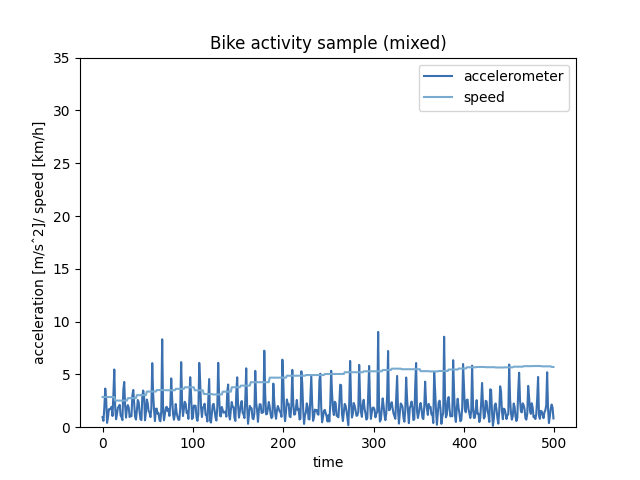 Bike activity sample (mixed)
accelerometer
speed
acceleration [m/sˆ2]/ speed [km/h]
35
30
25
20
15
10
5
0
0 100 200 300 400 500
time